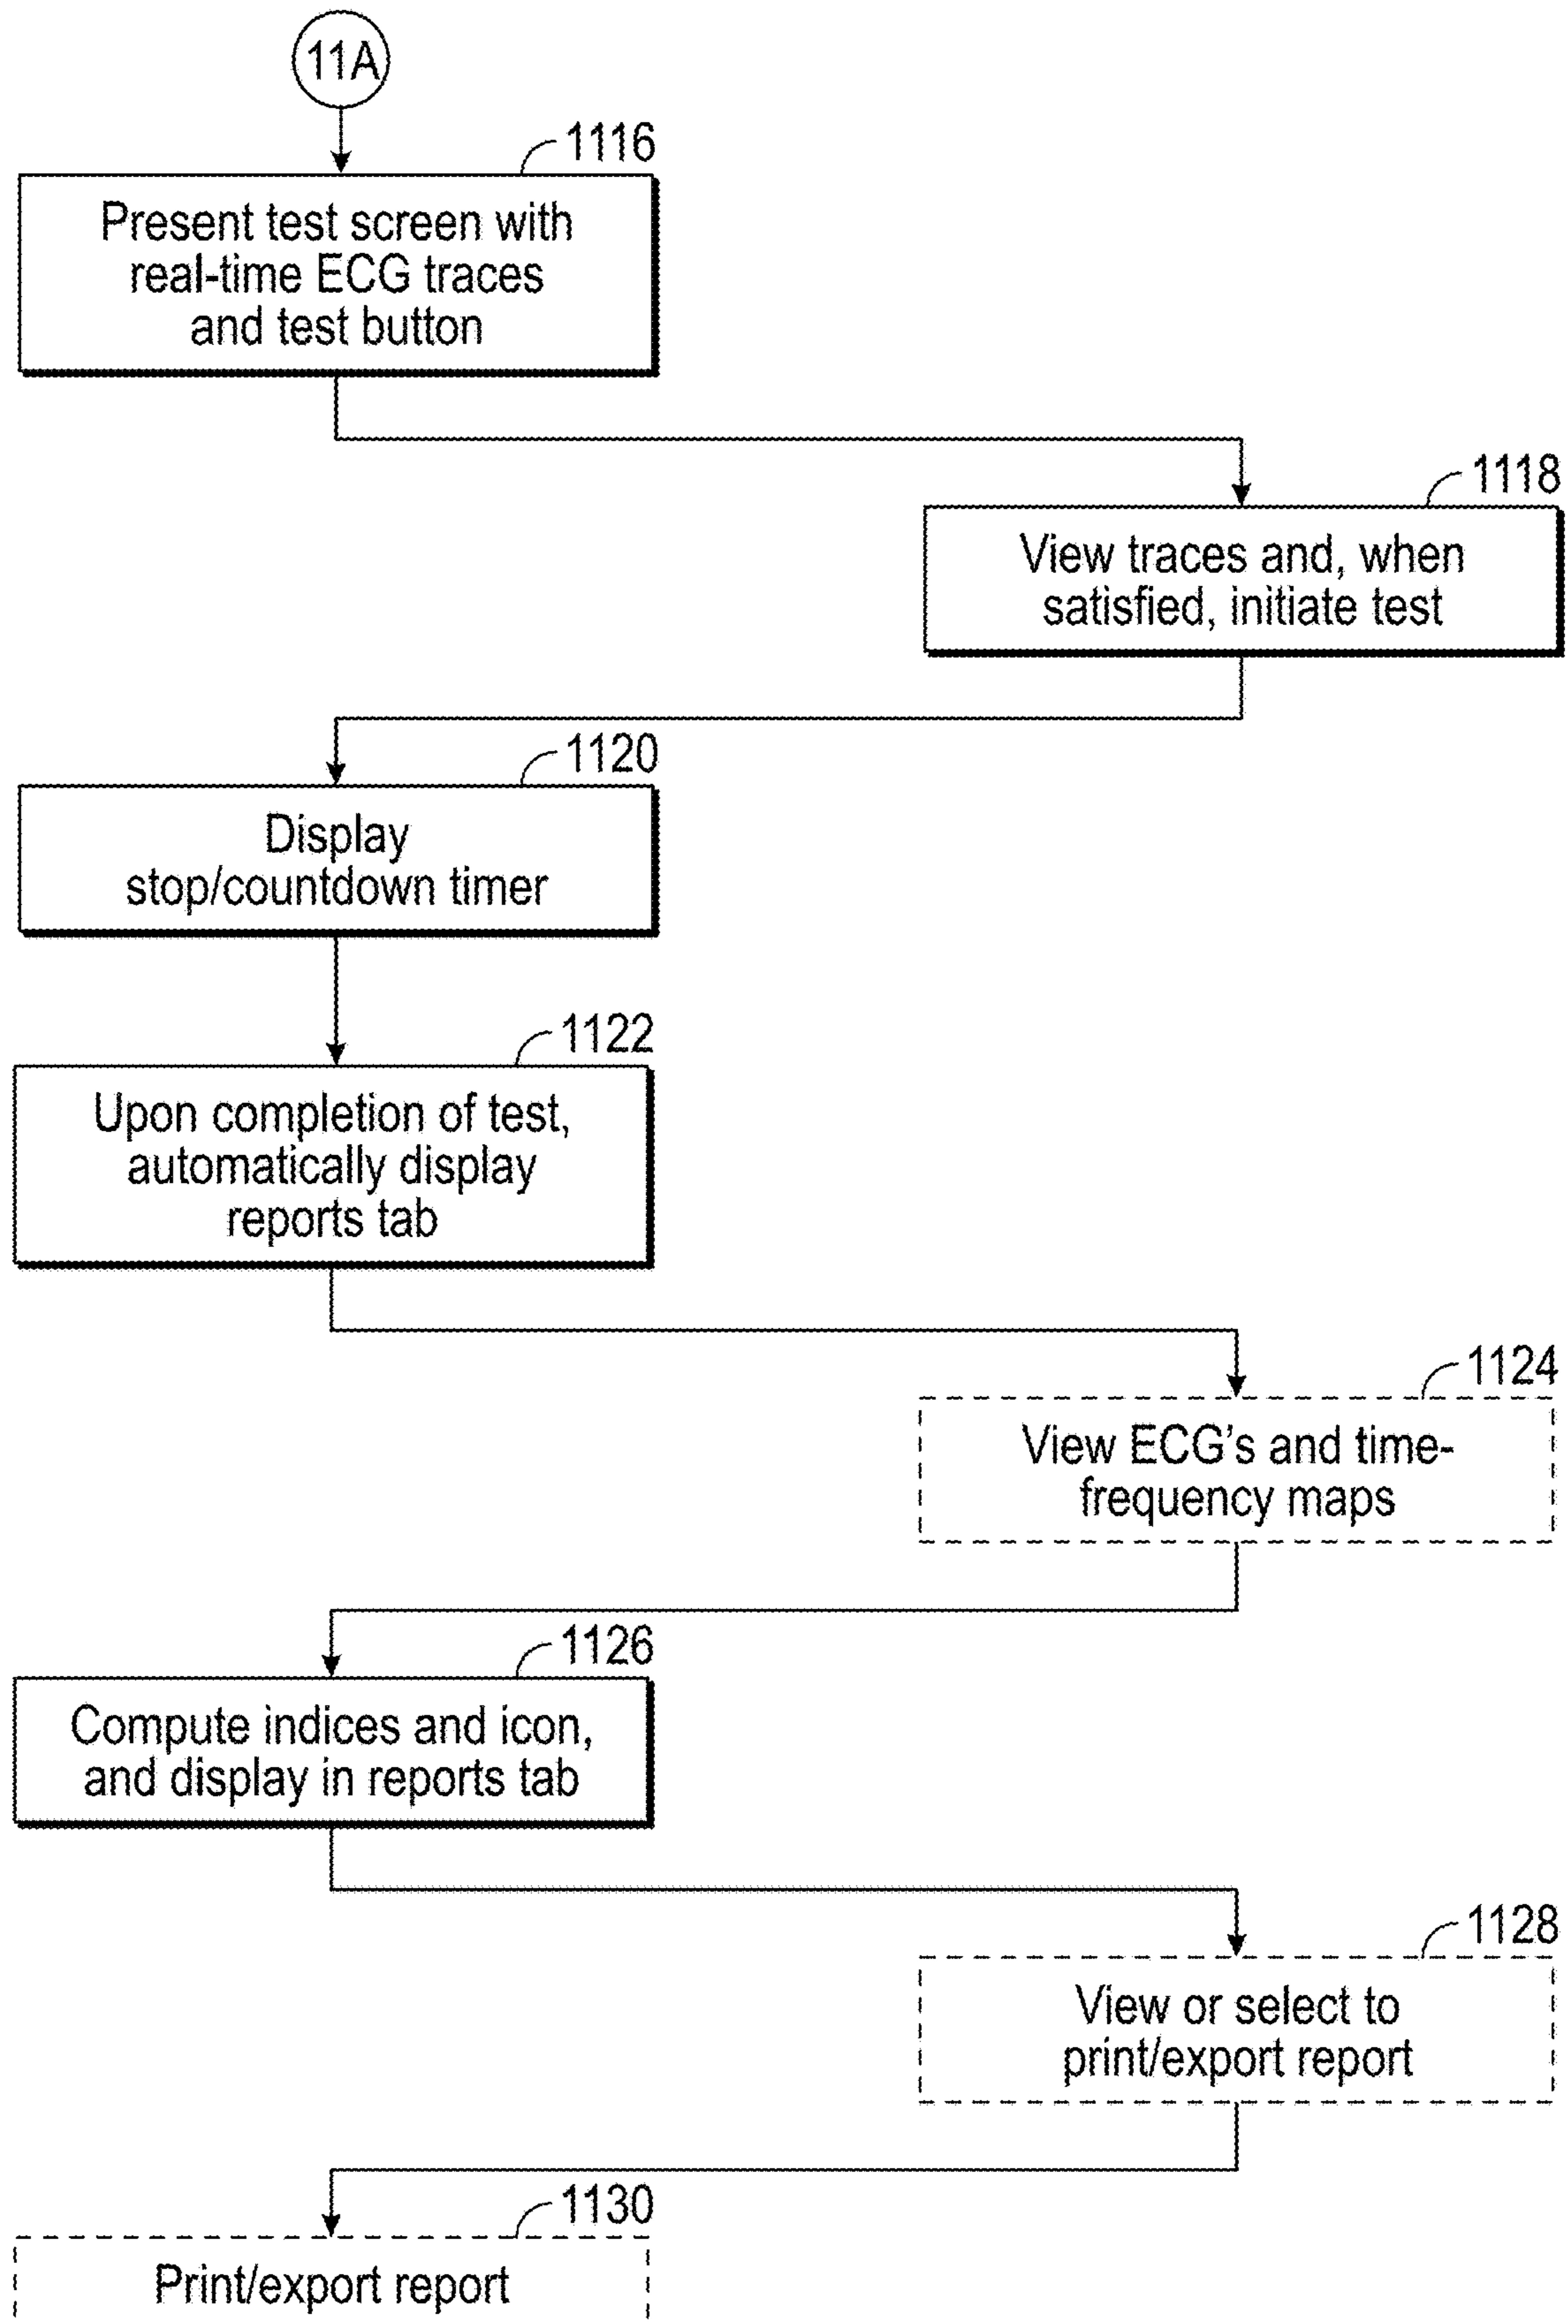 11A
1116
Present test screen with
real-time ECG traces
and test button
1118
View traces and, when
satisfied, initiate test
1120
Display
stop/countdown timer
1122
Upon completion of test,
automatically display
reports tab
1124
View ECG's and time-
frequency maps
1126
Compute indices and icon,
and display in reports tab
1128
View or select to
print/export report
1130
Print/export report